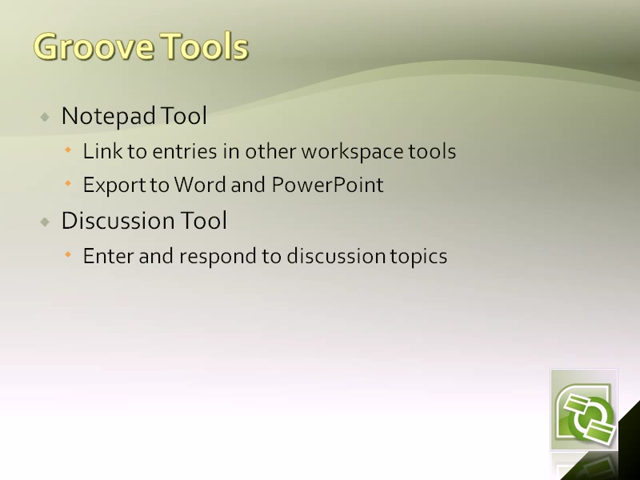 Groove Tools
Notepad Tool
Link to entries in other workspace tools
Export to Word and PowerPoint
Discussion Tool
Enter and respond to discussion topics